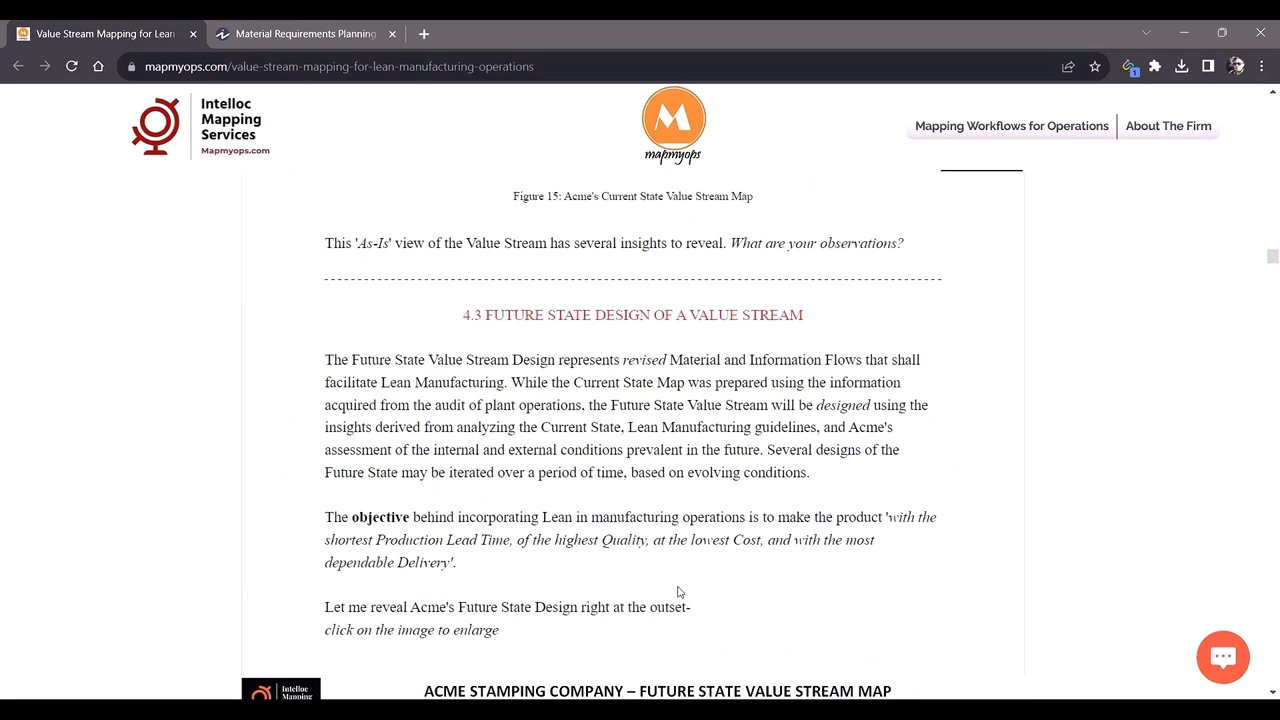 Value Stream Mapping for Lean
Material Requirements Planning
mapmyops.com/value-stream-mapping-for-lean-manufacturing-operations
1
Intelloc
Mapping
Services
Mapmyops.com
M
mapmyops
Mapping Workflows for Operations
About The Firm
Figure 15: Acme's Current State Value Stream Map
This 'As-Is' view of the Value Stream has several insights to reveal. What are your observations?
4.3 FUTURE STATE DESIGN OF A VALUE STREAM
The Future State Value Stream Design represents revised Material and Information Flows that shall
facilitate Lean Manufacturing. While the Current State Map was prepared using the information
acquired from the audit of plant operations, the Future State Value Stream will be designed using the
insights derived from analyzing the Current State, Lean Manufacturing guidelines, and Acme's
assessment of the internal and external conditions prevalent in the future. Several designs of the
Future State may be iterated over a period of time, based on evolving conditions.
The objective behind incorporating Lean in manufacturing operations is to make the product 'with the
shortest Production Lead Time, of the highest Quality, at the lowest Cost, and with the most
dependable Delivery'.
Let me reveal Acme's Future State Design right at the outset-
click on the image to enlarge
Intelloc
Mapping
ACME STAMPING COMPANY – FUTURE STATE VALUE STREAM MAP